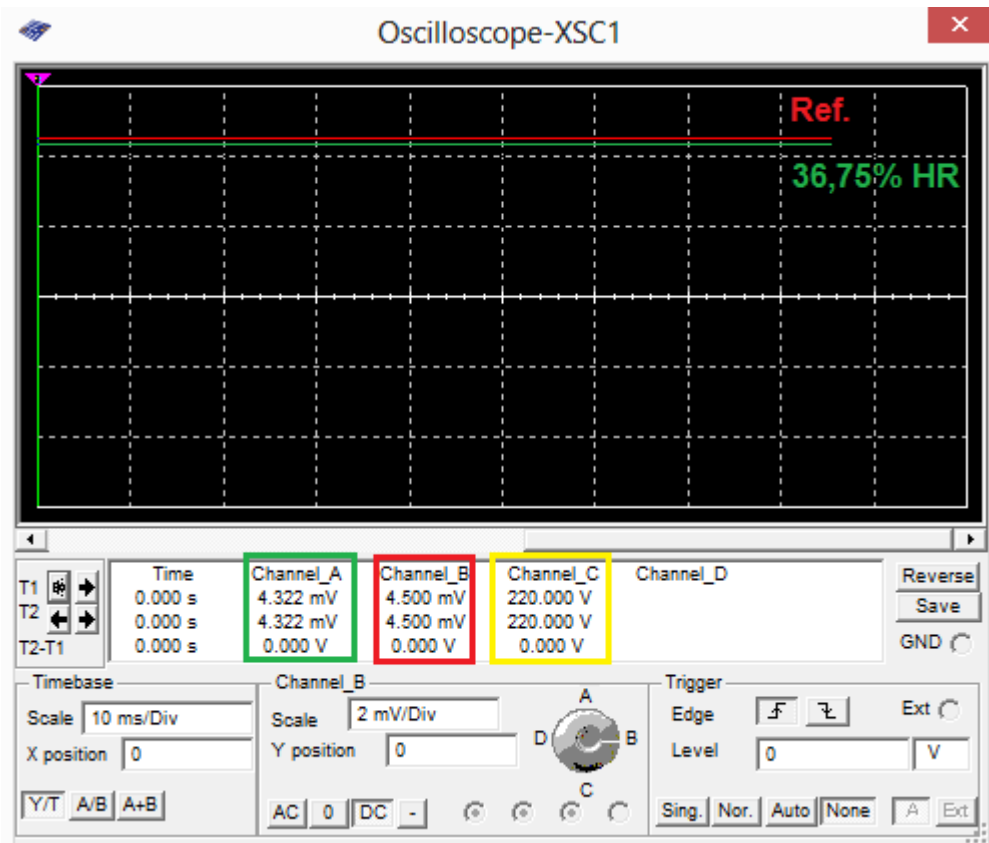 Oscilloscope-XSC1
1
Ref.
36,75% HR
T1
T2
T2-T1
Time Channel_A Channel_B Channel_C Channel_D
0.000 s 4.322 mV 4.500 mV 220.000 V
0.000 s 4.322 mV 4.500 mV 220.000 V
0.000 s 0.000 V 0.000 V 0.000 V
Reverse
Save
GND
Timebase
Scale 10 ms/Div
X position 0
Y/T A/B A+B
Channel_B
Scale 2 mV/Div
Y position 0
AC 0 DC -
A
D B
C
Trigger
Edge Ext
Level 0 V
Sing. Nor. Auto None A Ext